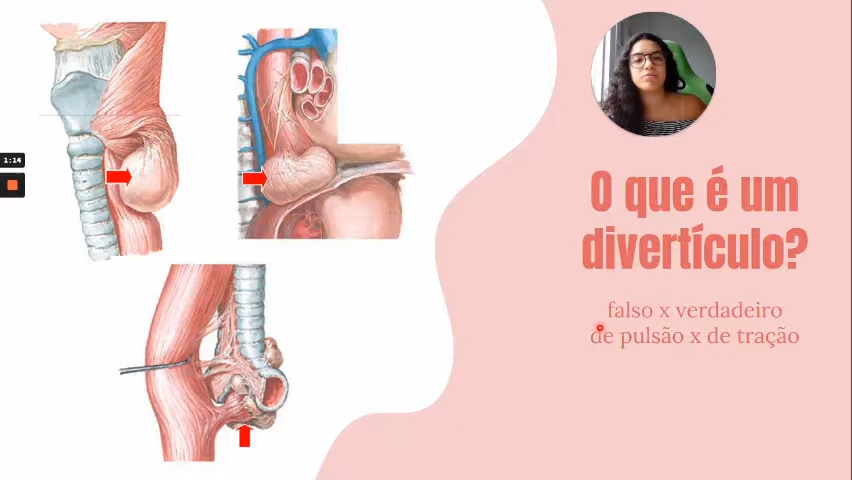 1:14
O que é um
divertículo?
falso x verdadeiro
de pulsão x de tração